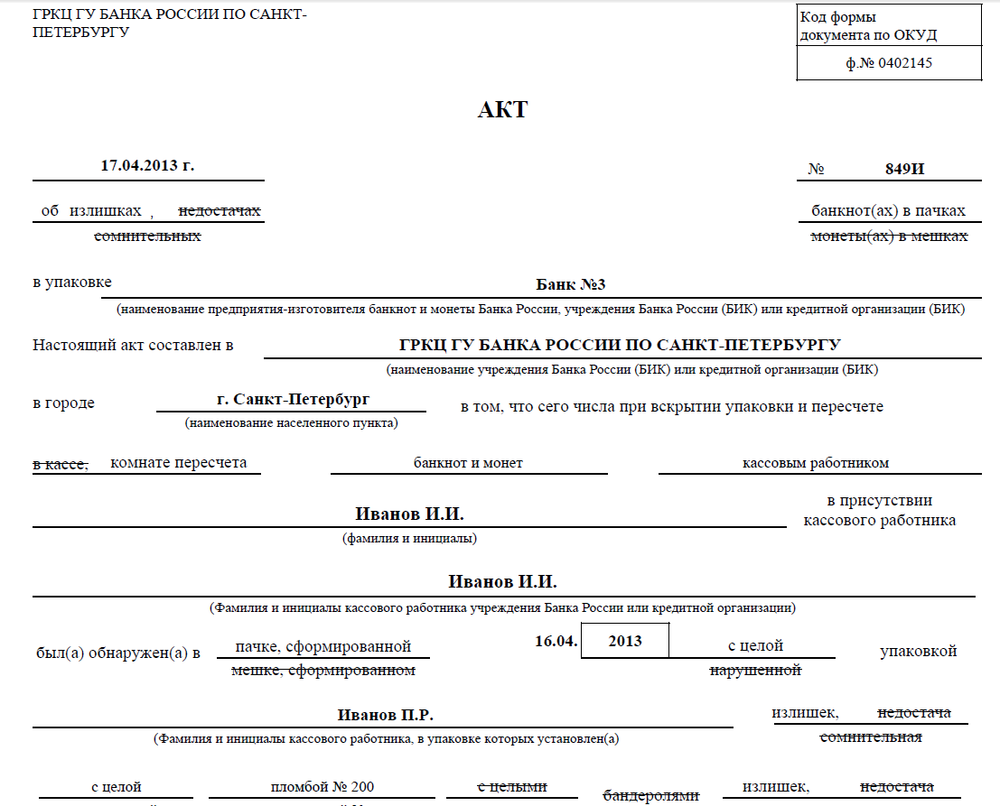 ГРКЦ ГУ БАНКА РОССИИ ПО САНКТ-
ПЕТЕРБУРГУ
Код формы
документа по ОКУД
ф.№ 0402145
АКТ
17.04.2013 г.
№ 849И
об излишках , недостачах
сомнительных
банкнот(ах) в пачках
монеты(ах) в мешках
в упаковке Банк №3
(наименование предприятия-изготовителя банкнот и монеты Банка России, учреждения Банка России (БИК) или кредитной организации (БИК)
Настоящий акт составлен в ГРКЦ ГУ БАНКА РОССИИ ПО САНКТ-ПЕТЕРБУРГУ
(наименование учреждения Банка России (БИК) или кредитной организации (БИК)
в городе г. Санкт-Петербург в том, что сего числа при вскрытии упаковки и пересчете
(наименование населенного пункта)
в кассе, комнате пересчета банкнот и монет кассовым работником
Иванов И.И.
(фамилия и инициалы)
в присутствии
кассового работника
Иванов И.И.
(Фамилия и инициалы кассового работника учреждения Банка России или кредитной организации)
был(а) обнаружен(а) в пачке, сформированной 16.04. 2013 с целой упаковкой
мешке, сформированном нарушенной
Иванов П.Р. излишек, недостача
(Фамилия и инициалы кассового работника, в упаковке которых установлен(а) сомнительная
с целой пломбой № 200 с целыми бандеролями излишек, недостача